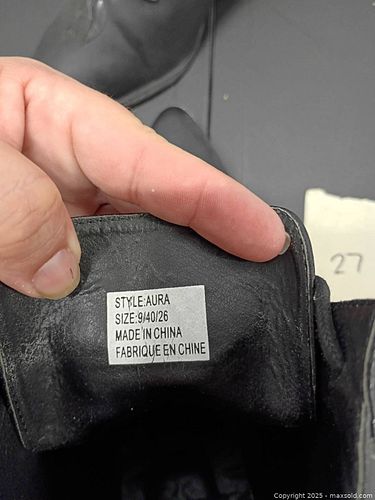 27
STYLE:AURA
SIZE:9/40/26
MADE IN CHINA
FABRIQUE EN CHINE
Copyright 2025 - maxsold.com